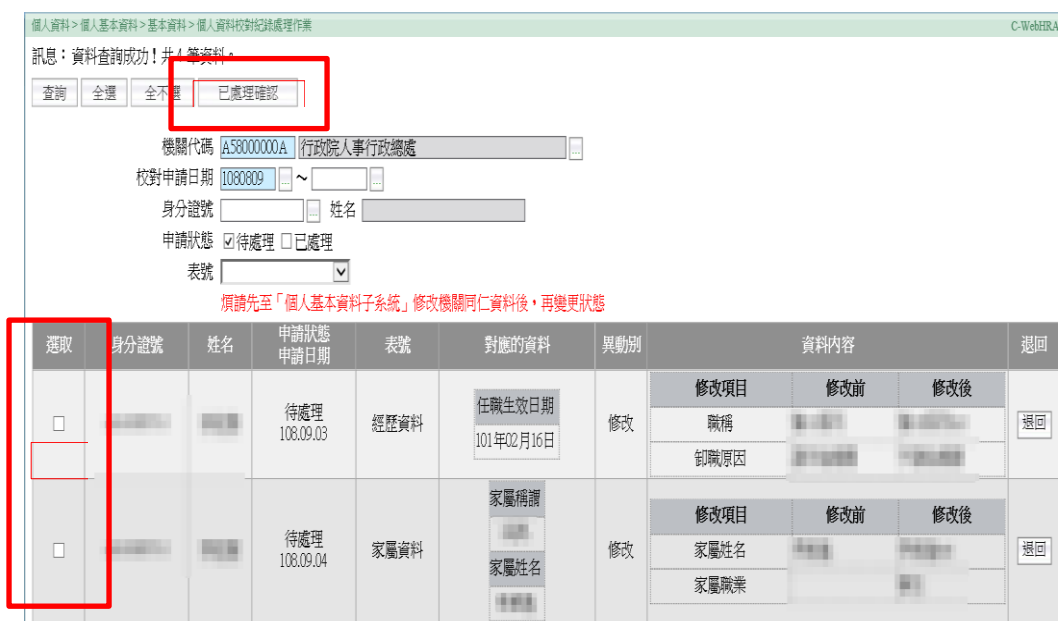 個人資料>個人基本資料>基本資料>個人資料校對紀錄處理作業 C-WebHRA
訊息：資料查詢成功！共4筆資料。
查詢 全選 全不選 已處理確認
機關代碼 A58000000A 行政院人事行政總處 ...
校對申請日期 1080809 ... ~ ...
身分證號 ... 姓名
申請狀態 ☑待處理 □已處理
表號
煩請先至「個人基本資料子系統」修改機關同仁資料後，再變更狀態
選取 身分證號 姓名 申請狀態 申請日期 表號 對應的資料 異動別 資料內容 退回
待處理 108.09.03 經歷資料 任職生效日期 101年02月16日 修改
修改項目 修改前 修改後
職稱
卸職原因
退回
待處理 108.09.04 家屬資料 家屬稱謂
家屬姓名
修改
修改項目 修改前 修改後
家屬姓名
家屬職業
退回